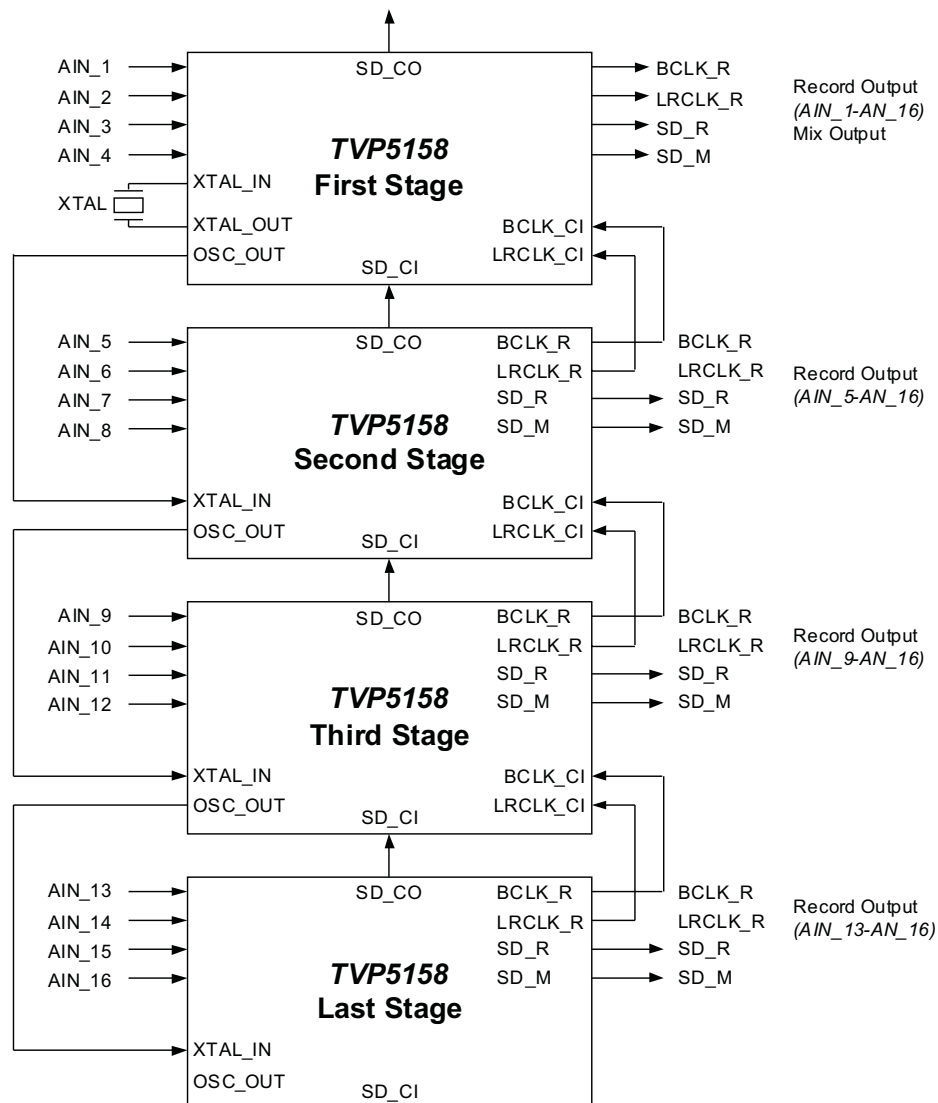 SD_CO
AIN_1
AIN_2
AIN_3
AIN_4
XTAL
XTAL_IN
XTAL_OUT
OSC_OUT
TVP5158
First Stage
SD_CI
BCLK_CI
LRCLK_CI
BCLK_R
LRCLK_R
SD_R
SD_M
Record Output
(AIN_1-AN_16)
Mix Output
SD_CO
AIN_5
AIN_6
AIN_7
AIN_8
XTAL_IN
OSC_OUT
TVP5158
Second Stage
SD_CI
BCLK_R
LRCLK_R
SD_R
SD_M
BCLK_CI
LRCLK_CI
BCLK_R
LRCLK_R
SD_R
SD_M
Record Output
(AIN_5-AN_16)
SD_CO
AIN_9
AIN_10
AIN_11
AIN_12
XTAL_IN
OSC_OUT
TVP5158
Third Stage
SD_CI
BCLK_R
LRCLK_R
SD_R
SD_M
BCLK_CI
LRCLK_CI
BCLK_R
LRCLK_R
SD_R
SD_M
Record Output
(AIN_9-AN_16)
SD_CO
AIN_13
AIN_14
AIN_15
AIN_16
XTAL_IN
OSC_OUT
TVP5158
Last Stage
SD_CI
BCLK_R
LRCLK_R
SD_R
SD_M
BCLK_R
LRCLK_R
SD_R
SD_M
Record Output
(AIN_13-AN_16)